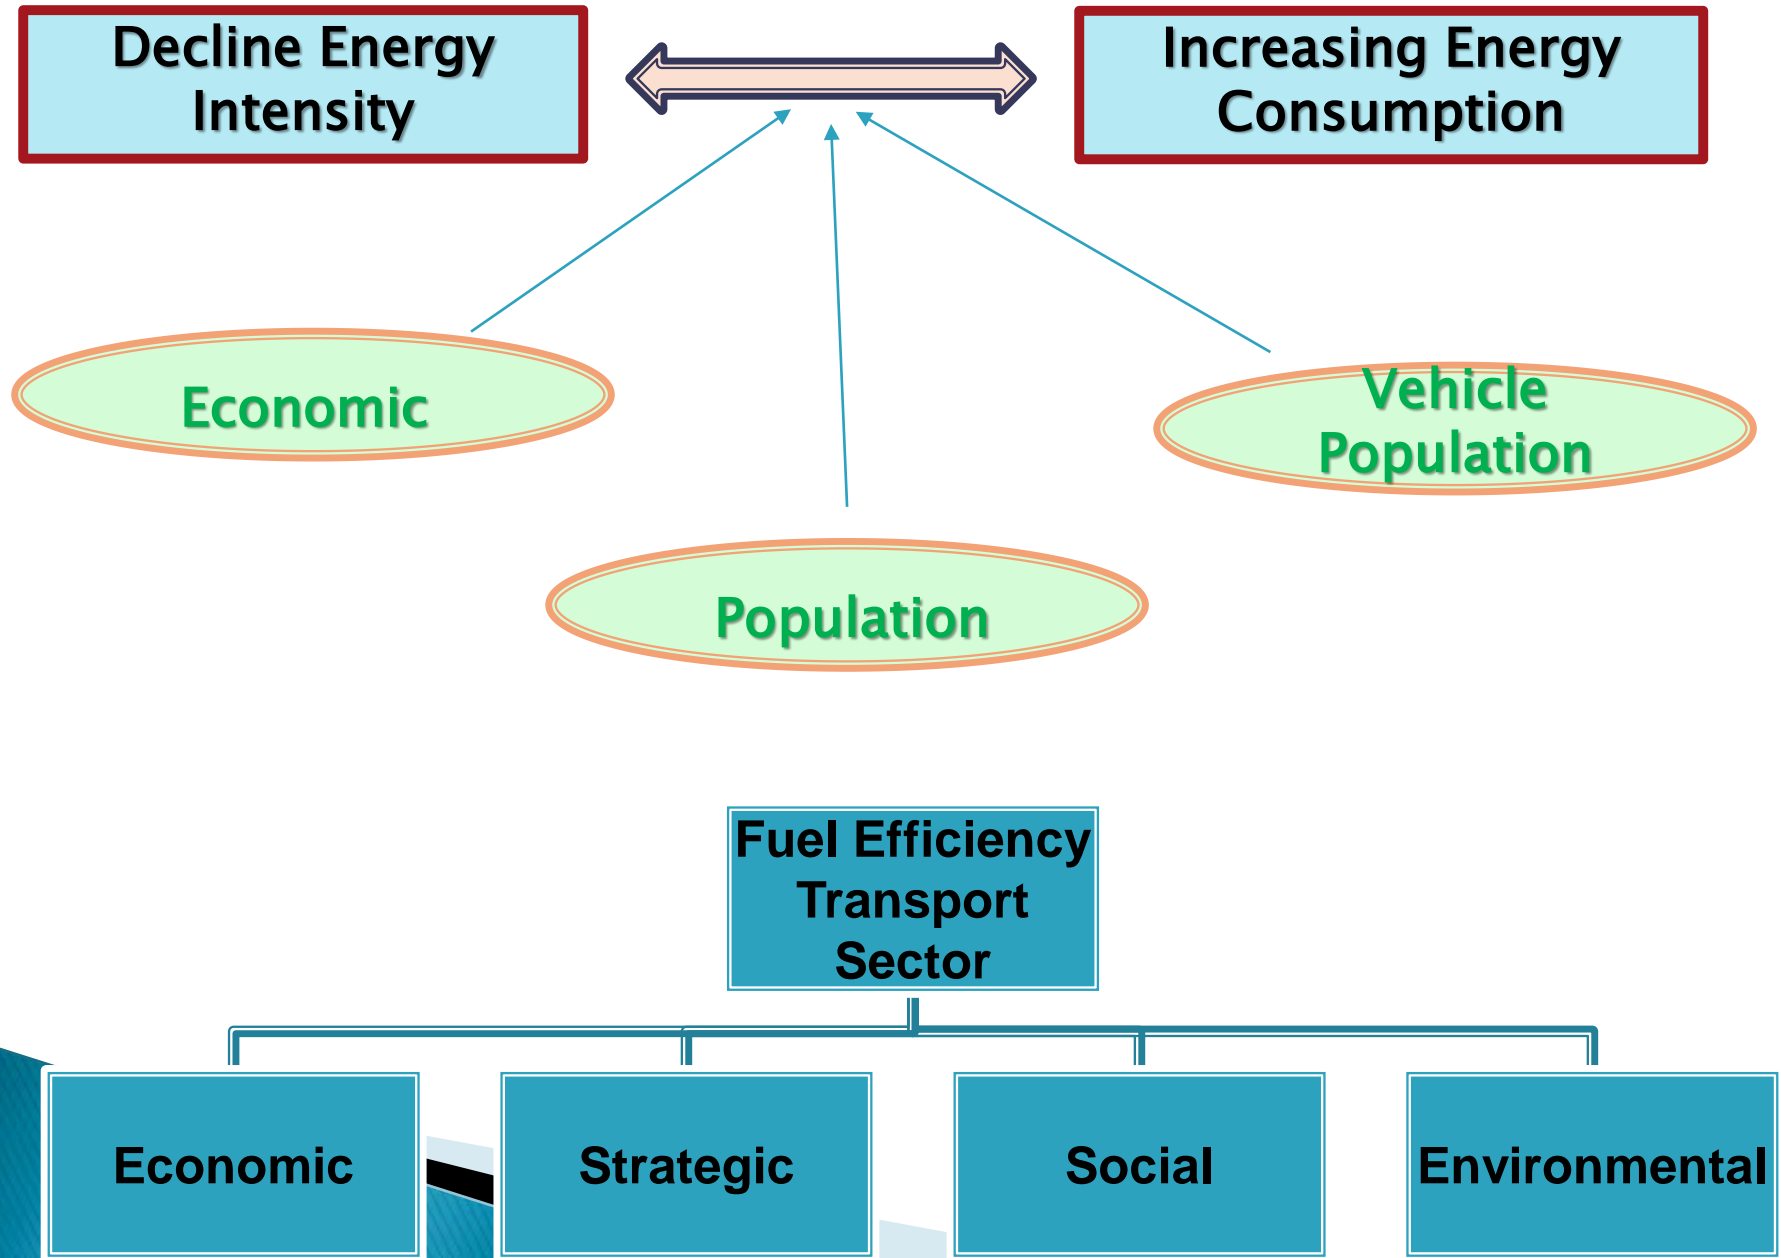 Decline Energy
Intensity
Increasing Energy
Consumption
Economic
Vehicle
Population
Population
Fuel Efficiency
Transport
Sector
Economic
Strategic
Social
Environmental